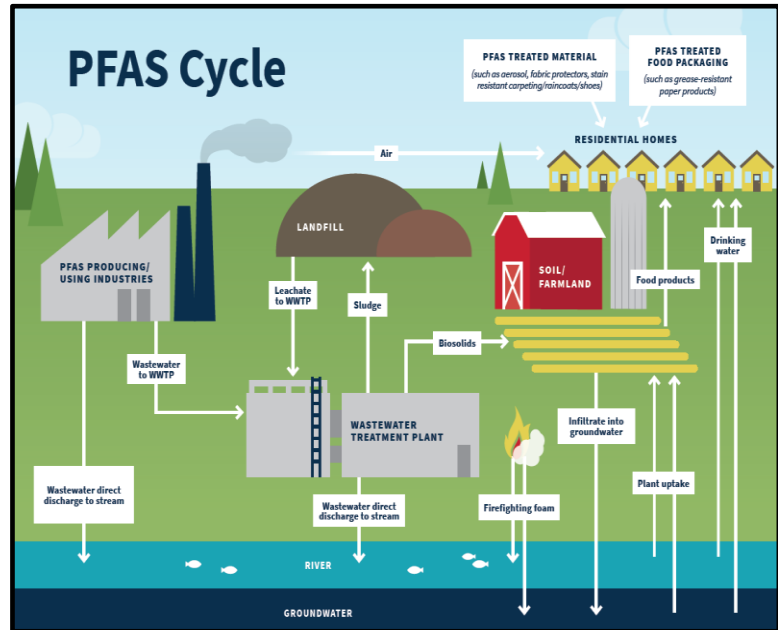 PFAS Cycle
PFAS TREATED MATERIAL
(such as aerosol, fabric protectors, stain
resistant carpeting/raincoats/shoes)
PFAS TREATED
FOOD PACKAGING
(such as grease-resistant
paper products)
RESIDENTIAL HOMES
Air
LANDFILL
PFAS PRODUCING/
USING INDUSTRIES
SOIL/
FARMLAND
Drinking
water
Food products
Leachate
to WWTP
Sludge
Biosolids
Wastewater
to WWTP
WASTEWATER
TREATMENT PLANT
Infiltrate into
groundwater
Plant uptake
Wastewater direct
discharge to stream
Wastewater direct
discharge to stream
Firefighting foam
RIVER
GROUNDWATER